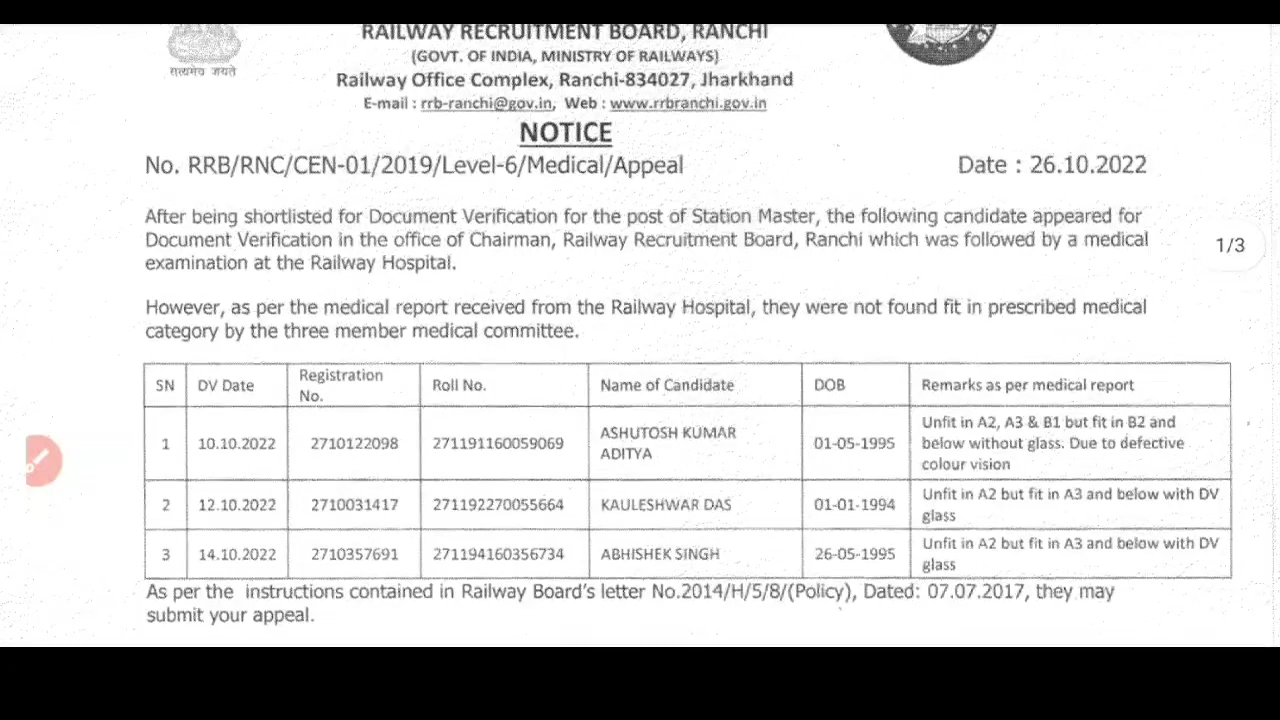 RAILWAY RECRUITMENT BOARD, RANCHI
(GOVT. OF INDIA, MINISTRY OF RAILWAYS)
सत्यमेव जयते
Railway Office Complex, Ranchi-834027, Jharkhand
E-mail : rrb-ranchi@gov.in, Web : www.rrbranchi.gov.in
NOTICE
No. RRB/RNC/CEN-01/2019/Level-6/Medical/Appeal Date : 26.10.2022
After being shortlisted for Document Verification for the post of Station Master, the following candidate appeared for
Document Verification in the office of Chairman, Railway Recruitment Board, Ranchi which was followed by a medical
examination at the Railway Hospital.
1/3
However, as per the medical report received from the Railway Hospital, they were not found fit in prescribed medical
category by the three member medical committee.
SN DV Date Registration No. Roll No. Name of Candidate DOB Remarks as per medical report
1 10.10.2022 2710122098 271191160059069 ASHUTOSH KUMAR ADITYA 01-05-1995 Unfit in A2, A3 & B1 but fit in B2 and
below without glass. Due to defective
colour vision
2 12.10.2022 2710031417 271192270055664 KAULESHWAR DAS 01-01-1994 Unfit in A2 but fit in A3 and below with DV
glass
3 14.10.2022 2710357691 271194160356734 ABHISHEK SINGH 26-05-1995 Unfit in A2 but fit in A3 and below with DV
glass
As per the instructions contained in Railway Board's letter No.2014/H/5/8/(Policy), Dated: 07.07.2017, they may
submit your appeal.